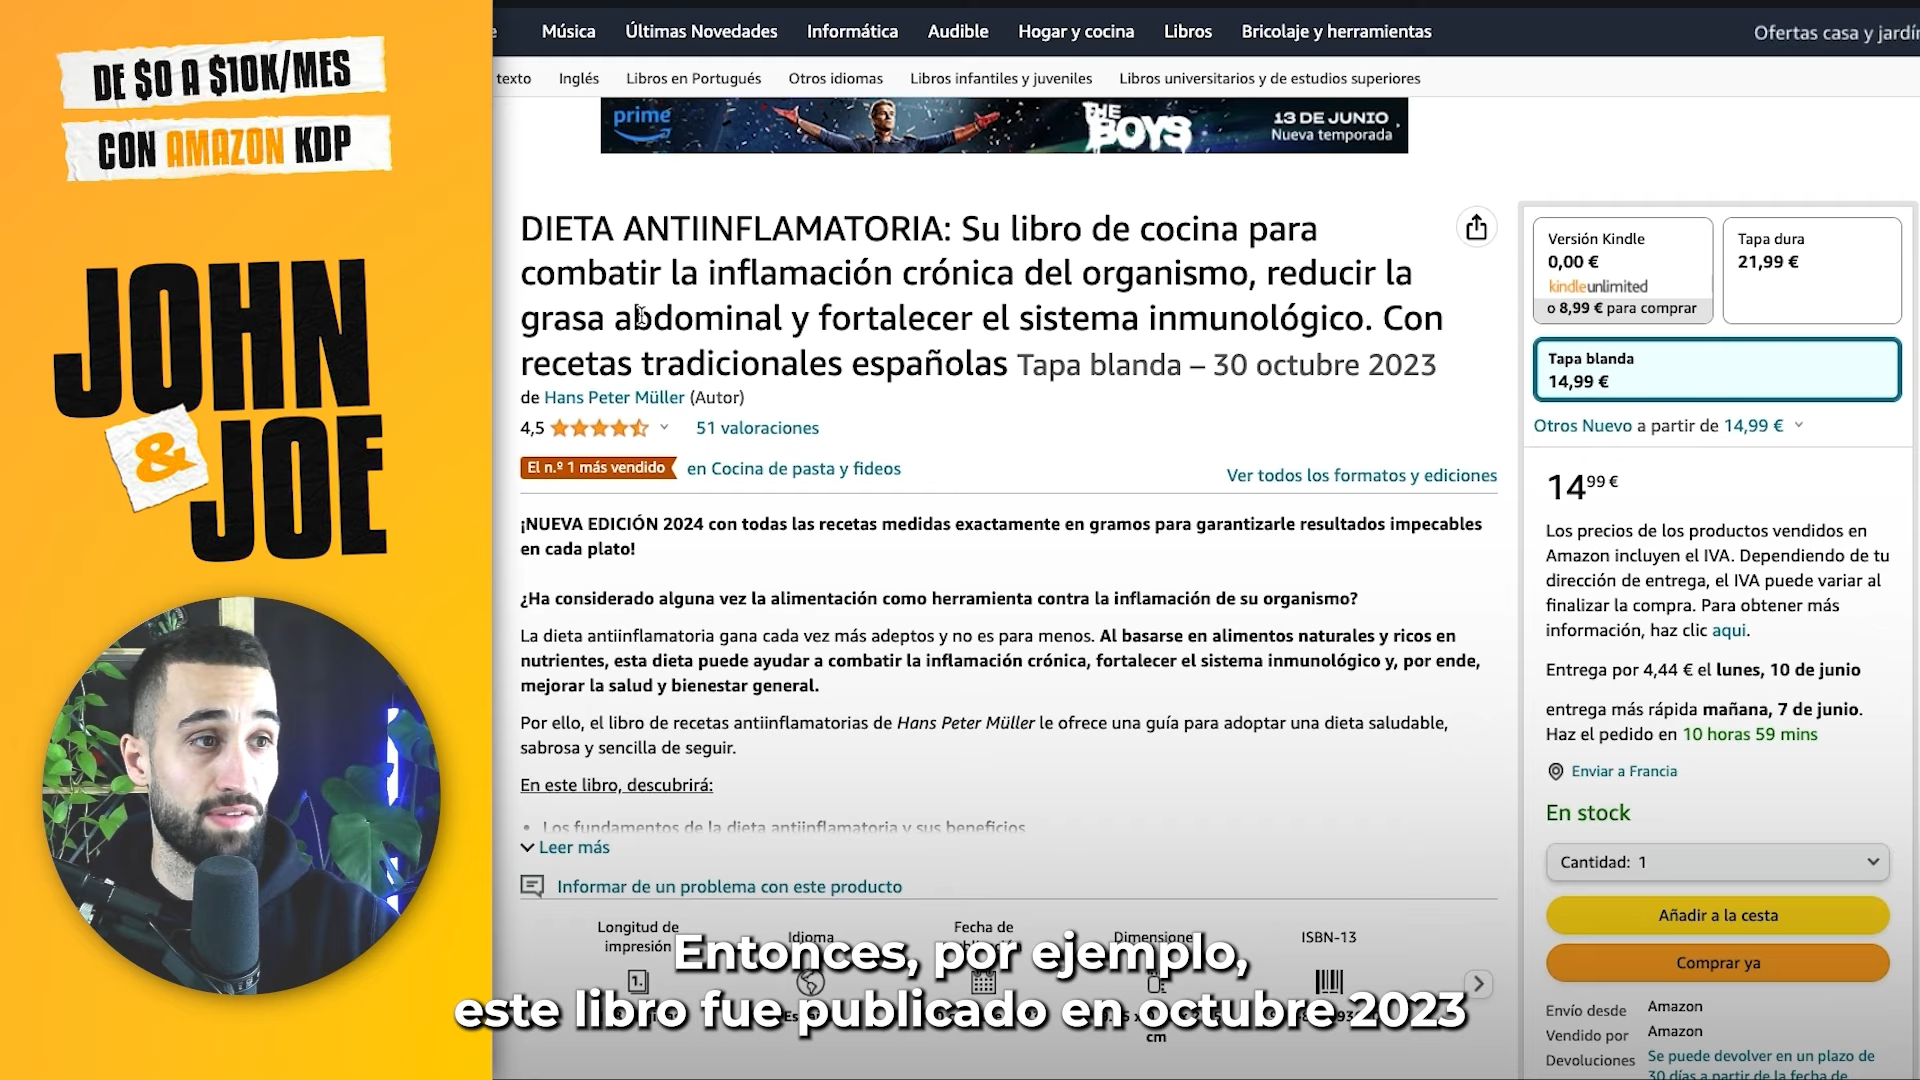 DE $0 A $10K/MES
CON AMAZON KDP
JOHN
&
JOE
Música Últimas Novedades Informática Audible Hogar y cocina Libros Bricolaje y herramientas Ofertas casa y jardín
texto Inglés Libros en Portugués Otros idiomas Libros infantiles y juveniles Libros universitarios y de estudios superiores
prime
THE BOYS
13 DE JUNIO
Nueva temporada
DIETA ANTIINFLAMATORIA: Su libro de cocina para
combatir la inflamación crónica del organismo, reducir la
grasa abdominal y fortalecer el sistema inmunológico. Con
recetas tradicionales españolas Tapa blanda – 30 octubre 2023
de Hans Peter Müller (Autor)
4,5 51 valoraciones
El n.º 1 más vendido en Cocina de pasta y fideos
Ver todos los formatos y ediciones
¡NUEVA EDICIÓN 2024 con todas las recetas medidas exactamente en gramos para garantizarle resultados impecables
en cada plato!
¿Ha considerado alguna vez la alimentación como herramienta contra la inflamación de su organismo?
La dieta antiinflamatoria gana cada vez más adeptos y no es para menos. Al basarse en alimentos naturales y ricos en
nutrientes, esta dieta puede ayudar a combatir la inflamación crónica, fortalecer el sistema inmunológico y, por ende,
mejorar la salud y bienestar general.
Por ello, el libro de recetas antiinflamatorias de Hans Peter Müller le ofrece una guía para adoptar una dieta saludable,
sabrosa y sencilla de seguir.
En este libro, descubrirá:
• Los fundamentos de la dieta antiinflamatoria y sus beneficios
Leer más
Informar de un problema con este producto
Longitud de
impresión
Idioma
Fecha de
Dimensiones
ISBN-13
1.
cm
Versión Kindle
0,00 €
kindleunlimited
o 8,99 € para comprar
Tapa dura
21,99 €
Tapa blanda
14,99 €
Otros Nuevo a partir de 14,99 €
14,99 €
Los precios de los productos vendidos en
Amazon incluyen el IVA. Dependiendo de tu
dirección de entrega, el IVA puede variar al
finalizar la compra. Para obtener más
información, haz clic aquí.
Entrega por 4,44 € el lunes, 10 de junio
entrega más rápida mañana, 7 de junio.
Haz el pedido en 10 horas 59 mins
Enviar a Francia
En stock
Cantidad: 1
Añadir a la cesta
Comprar ya
Envío desde Amazon
Vendido por Amazon
Devoluciones Se puede devolver en un plazo de
30 días a partir de la fecha de
Entonces, por ejemplo,
este libro fue publicado en octubre 2023